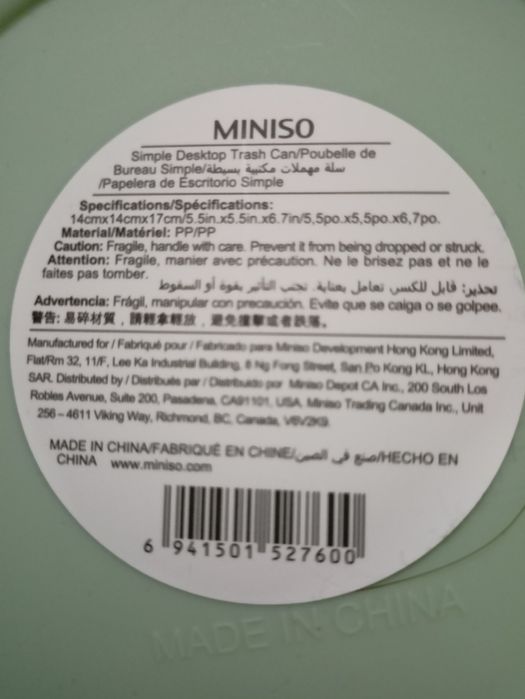 MINISO
Simple Desktop Trash Can/Poubelle de
Bureau Simple/سلة مهملات مكتبية بسيطة
/Papelera de Escritorio Simple
Specifications/Spécifications:
14cmx14cmx17cm/5.5in.x5.5in.x6.7in/5,5po.x5,5po.x6,7po.
Material/Matériel: PP/PP
Caution: Fragile, handle with care. Prevent it from being dropped or struck.
Attention: Fragile, manier avec précaution. Ne le brisez pas et ne le
faites pas tomber.
تحذير: قابل للكسر، تعامل بعناية. تجنب التأثير بقوة أو السقوط
Advertencia: Frágil, manipular con precaución. Evite que se caiga o se golpee.
警告: 易碎材質，請輕拿輕放，避免撞擊或者跌落。
Manufactured for / Fabriqué pour / Fabricado para Miniso Development Hong Kong Limited,
Flat/Rm 32, 11/F, Lee Ka Industrial Building, 8 Ng Fong Street, San Po Kong KL, Hong Kong
SAR. Distributed by / Distribués par / Distribuido por Miniso Depot CA Inc., 200 South Los
Robles Avenue, Suite 200, Pasadena, CA91101, USA, Miniso Trading Canada Inc., Unit
256-4611 Viking Way, Richmond, BC, Canada, V6V2K9.
MADE IN CHINA/FABRIQUÉ EN CHINE/صنع في الصين/HECHO EN
CHINA www.miniso.com
6 941501 527600
MADE IN CHINA